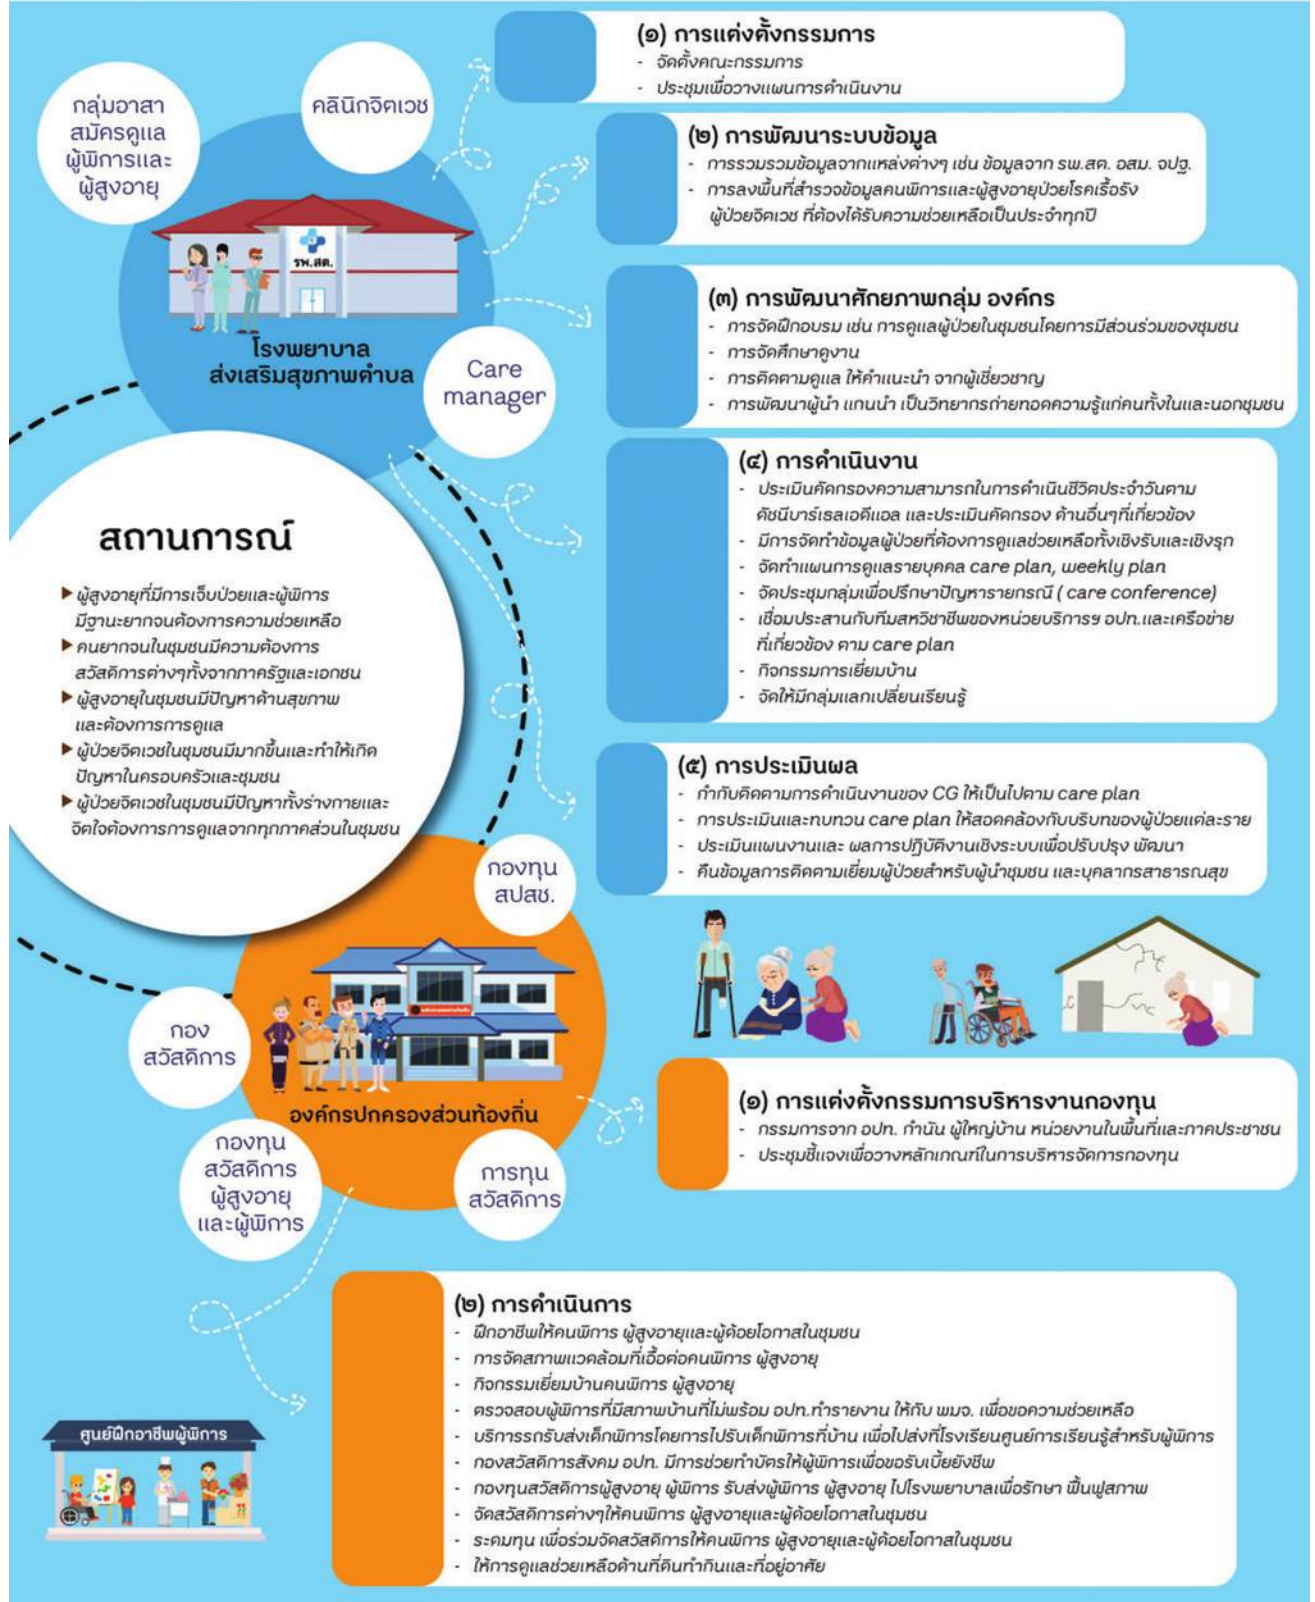 กลุ่มอาสา
สมัครดูแล
ผู้พิการและ
ผู้สูงอายุ
คลินิกจิตเวช
รพ.สต.
โรงพยาบาล
ส่งเสริมสุขภาพตำบล
Care
manager
(๑) การแต่งตั้งกรรมการ
- จัดตั้งคณะกรรมการ
- ประชุมเพื่อวางแผนการดำเนินงาน
(๒) การพัฒนาระบบข้อมูล
- การรวมรวมข้อมูลจากแหล่งต่างๆ เช่น ข้อมูลจาก รพ.สต. อสม. จปฐ.
- การลงพื้นที่สำรวจข้อมูลคนพิการและผู้สูงอายุป่วยโรคเรื้อรัง
ผู้ป่วยจิตเวช ที่ต้องได้รับความช่วยเหลือเป็นประจำทุกปี
(๓) การพัฒนาศักยภาพกลุ่ม องค์กร
- การจัดฝึกอบรม เช่น การดูแลผู้ป่วยในชุมชนโดยการมีส่วนร่วมของชุมชน
- การจัดศึกษาดูงาน
- การติดตามดูแล ให้คำแนะนำ จากผู้เชี่ยวชาญ
- การพัฒนาผู้นำ แกนนำ เป็นวิทยากรถ่ายทอดความรู้แก่คนทั้งในและนอกชุมชน
(๔) การดำเนินงาน
- ประเมินคัดกรองความสามารถในการดำเนินชีวิตประจำวันตาม
ดัชนีบาร์เธลเอดีแอล และประเมินคัดกรอง ด้านอื่นๆที่เกี่ยวข้อง
- มีการจัดทำข้อมูลผู้ป่วยที่ต้องการดูแลช่วยเหลือทั้งเชิงรับและเชิงรุก
- จัดทำแผนการดูแลรายบุคคล care plan, weekly plan
- จัดประชุมกลุ่มเพื่อปรึกษาปัญหารายกรณี ( care conference)
- เชื่อมประสานกับทีมสหวิชาชีพของหน่วยบริการฯ อปท.และเครือข่าย
ที่เกี่ยวข้อง ตาม care plan
- กิจกรรมการเยี่ยมบ้าน
- จัดให้มีกลุ่มแลกเปลี่ยนเรียนรู้
สถานการณ์
ผู้สูงอายุที่มีการเจ็บป่วยและผู้พิการ
มีฐานะยากจนต้องการความช่วยเหลือ
คนยากจนในชุมชนมีความต้องการ
สวัสดิการต่างๆทั้งจากภาครัฐและเอกชน
ผู้สูงอายุในชุมชนมีปัญหาด้านสุขภาพ
และต้องการการดูแล
ผู้ป่วยจิตเวชในชุมชนมีมากขึ้นและทำให้เกิด
ปัญหาในครอบครัวและชุมชน
ผู้ป่วยจิตเวชในชุมชนมีปัญหาทั้งร่างกายและ
จิตใจต้องการการดูแลจากทุกภาคส่วนในชุมชน
(๕) การประเมินผล
- กำกับติดตามการดำเนินงานของ CG ให้เป็นไปตาม care plan
- การประเมินและทบทวน care plan ให้สอดคล้องกับบริบทของผู้ป่วยแต่ละราย
- ประเมินแผนงานและ ผลการปฏิบัติงานเชิงระบบเพื่อปรับปรุง พัฒนา
- คืนข้อมูลการติดตามเยี่ยมผู้ป่วยสำหรับผู้นำชุมชน และบุคลากรสาธารณสุข
กองทุน
สปสช.
กอง
สวัสดิการ
องค์กรปกครองส่วนท้องถิ่น
กองทุน
สวัสดิการ
ผู้สูงอายุ
และผู้พิการ
การทุน
สวัสดิการ
(๑) การแต่งตั้งกรรมการบริหารงานกองทุน
- กรรมการจาก อปท. กำนัน ผู้ใหญ่บ้าน หน่วยงานในพื้นที่และภาคประชาชน
- ประชุมชี้แจงเพื่อวางหลักเกณฑ์ในการบริหารจัดการกองทุน
(๒) การดำเนินการ
- ฝึกอาชีพให้คนพิการ ผู้สูงอายุและผู้ด้อยโอกาสในชุมชน
- การจัดสภาพแวดล้อมที่เอื้อต่อคนพิการ ผู้สูงอายุ
- กิจกรรมเยี่ยมบ้านคนพิการ ผู้สูงอายุ
- ตรวจสอบผู้พิการที่มีสภาพบ้านที่ไม่พร้อม อปท.ทำรายงาน ให้กับ พมจ. เพื่อขอความช่วยเหลือ
- บริการรถรับส่งเด็กพิการโดยการไปรับเด็กพิการที่บ้าน เพื่อไปส่งที่โรงเรียนศูนย์การเรียนรู้สำหรับผู้พิการ
- กองสวัสดิการสังคม อปท. มีการช่วยทำบัตรให้ผู้พิการเพื่อขอรับเบี้ยยังชีพ
- กองทุนสวัสดิการผู้สูงอายุ ผู้พิการ รับส่งผู้พิการ ผู้สูงอายุ ไปโรงพยาบาลเพื่อรักษา ฟื้นฟูสภาพ
- จัดสวัสดิการต่างๆให้คนพิการ ผู้สูงอายุและผู้ด้อยโอกาสในชุมชน
- ระดมทุน เพื่อร่วมจัดสวัสดิการให้คนพิการ ผู้สูงอายุและผู้ด้อยโอกาสในชุมชน
- ให้การดูแลช่วยเหลือด้านที่ดินทำกินและที่อยู่อาศัย
ศูนย์ฝึกอาชีพผู้พิการ